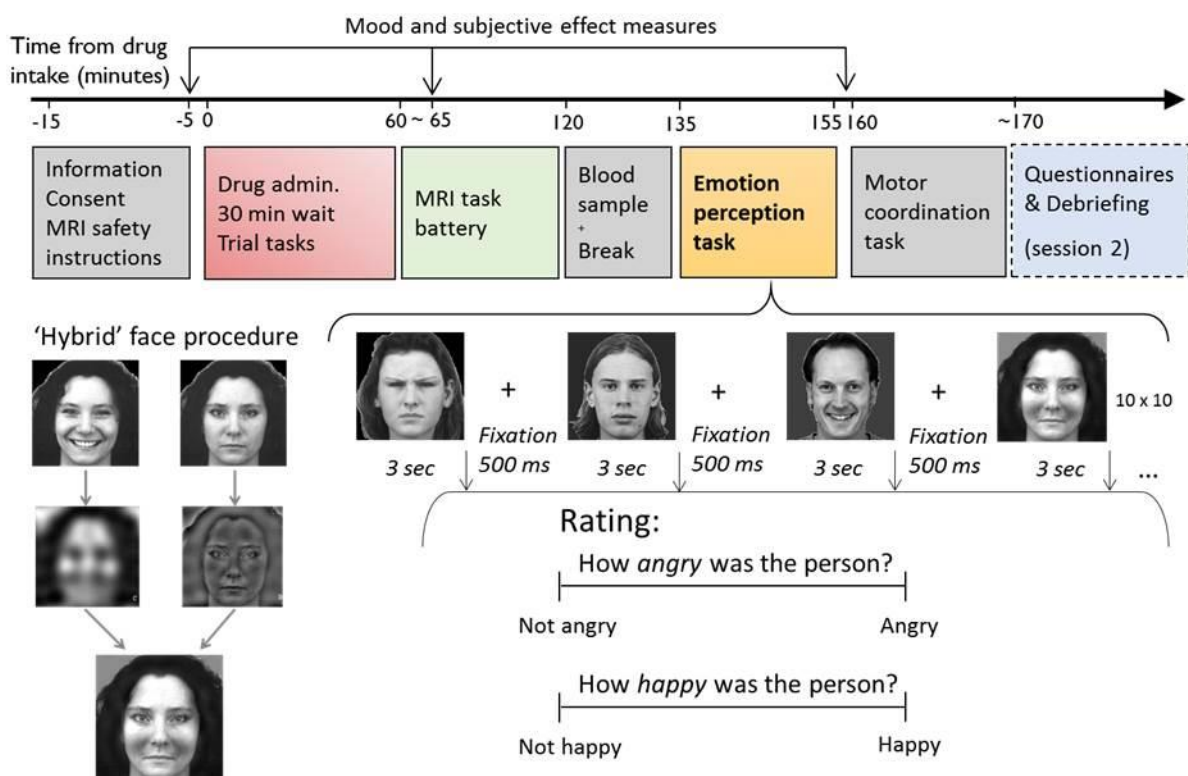 Mood and subjective effect measures
Time from drug
intake (minutes)
-15
-5
0
60
~ 65
120
135
155
160
~170
Information
Consent
MRI safety
instructions
Drug admin.
30 min wait
Trial tasks
MRI task
battery
Blood
sample
+
Break
Emotion
perception
task
Motor
coordination
task
Questionnaires
& Debriefing
(session 2)
'Hybrid' face procedure
+
+
+
10 x 10
Fixation
500 ms
Fixation
500 ms
Fixation
500 ms
3 sec
3 sec
3 sec
3 sec
...
Rating:
How angry was the person?
Not angry
Angry
How happy was the person?
Not happy
Happy